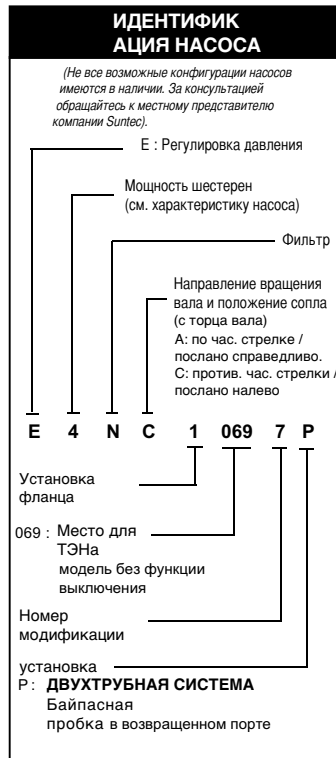 ИДЕНТИФИК
АЦИЯ НАСОСА
(Не все возможные конфигурации насосов
имеются в наличии. За консультацией
обращайтесь к местному представителю
компании Suntec).
E : Регулировка давления
Мощность шестерен
(см. характеристику насоса)
Фильтр
Направление вращения
вала и положение сопла
(с торца вала)
A: по час. стрелке /
послано справедливо.
C: против. час. стрелки /
послано налево
E 4 N C 1 069 7 P
Установка
фланца
069 : Место для
ТЭНа
модель без функции
выключения
Номер
модификации
установка
P : ДВУХТРУБНАЯ СИСТЕМА
Байпасная
пробка в возвращенном порте